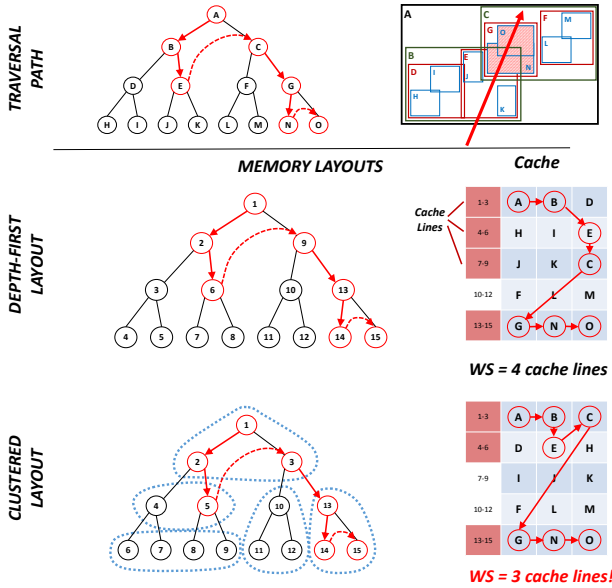 TRAVERSAL
PATH
A
B
C
D
E
F
G
H
I
J
K
L
M
N
O
A
C
F
M
G
O
L
N
B
E
D
I
J
H
K
MEMORY LAYOUTS
Cache
DEPTH-FIRST
LAYOUT
1
2
9
3
6
10
13
4
5
7
8
11
12
14
15
Cache
Lines
1-3 A B D
4-6 H I E
7-9 J K C
10-12 F L M
13-15 G N O
WS = 4 cache lines
CLUSTERED
LAYOUT
1
2
3
4
5
10
13
6
7
8
9
11
12
14
15
1-3 A B C
4-6 D E H
7-9 I J K
10-12 F L M
13-15 G N O
WS = 3 cache lines!